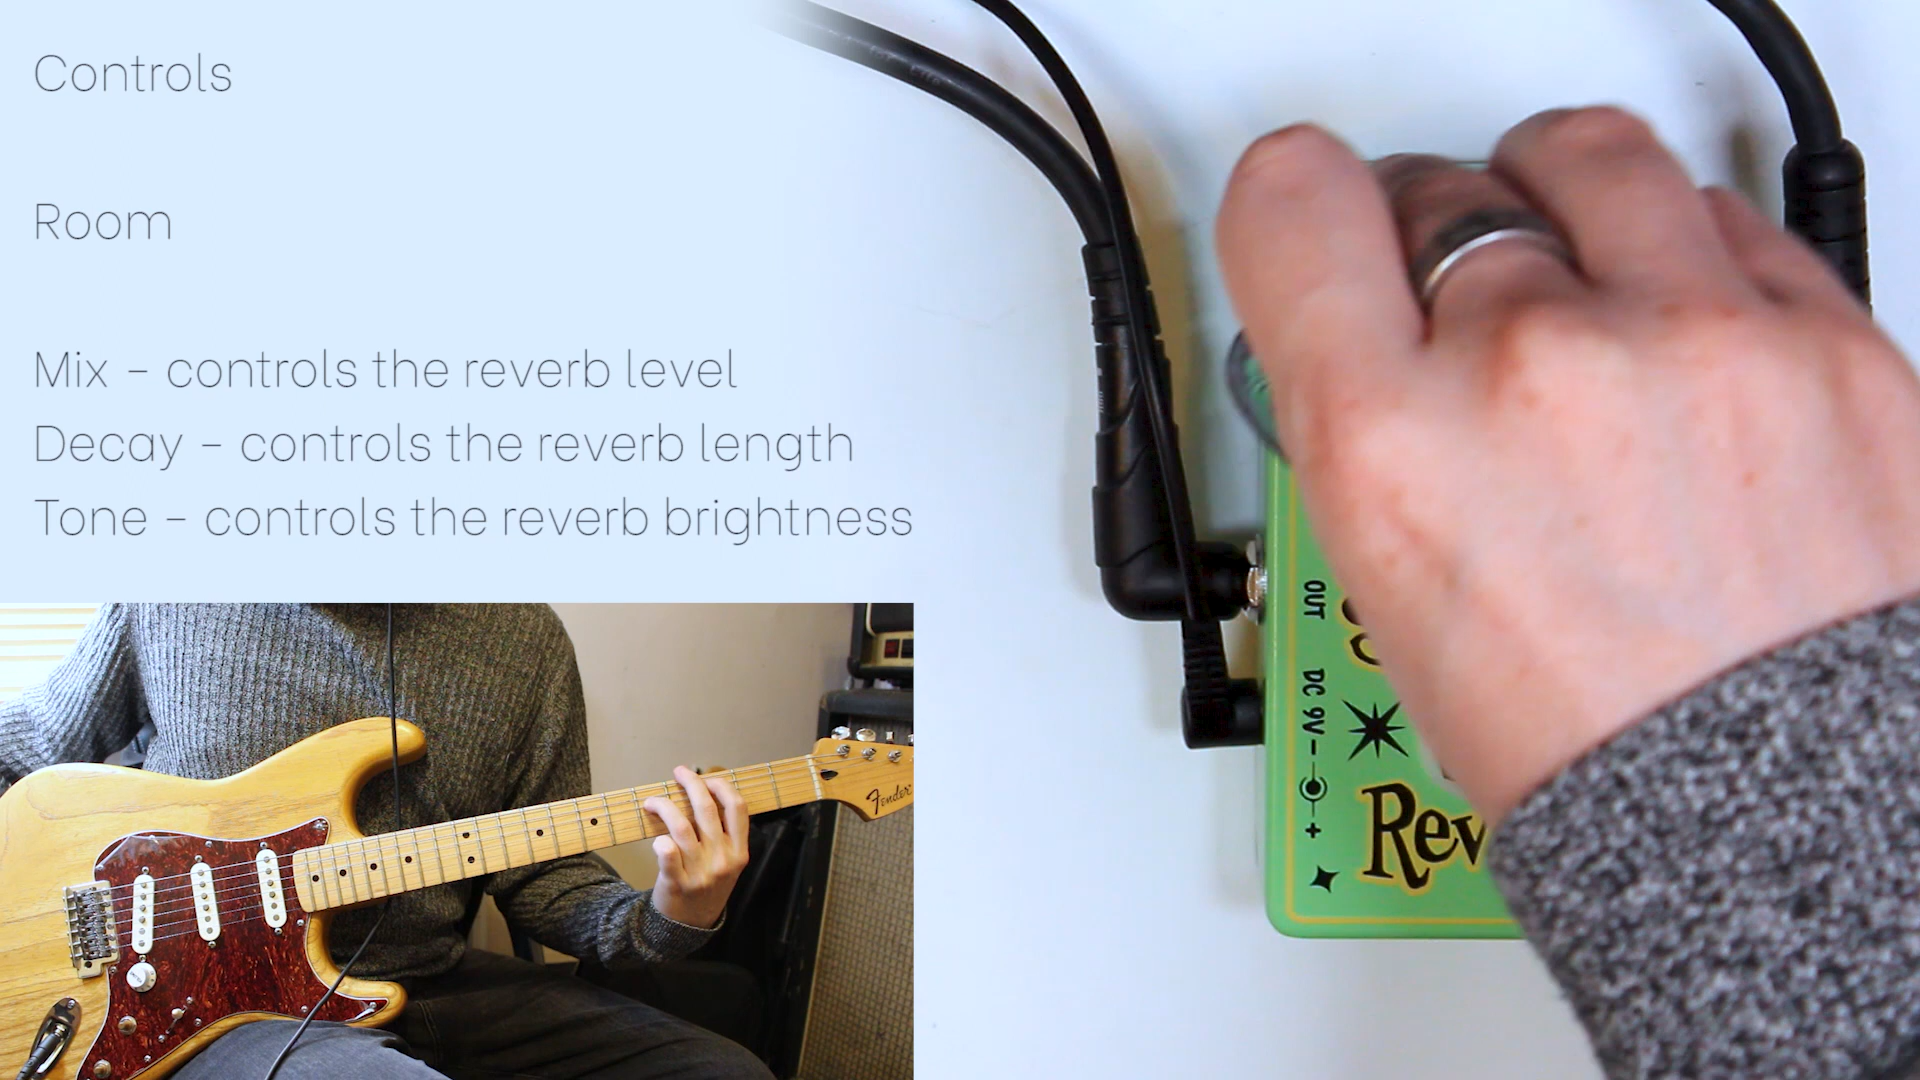 Controls
Room
Mix - controls the reverb level
Decay - controls the reverb length
Tone - controls the reverb brightness
OUT
DC 9V
Rev
Fender